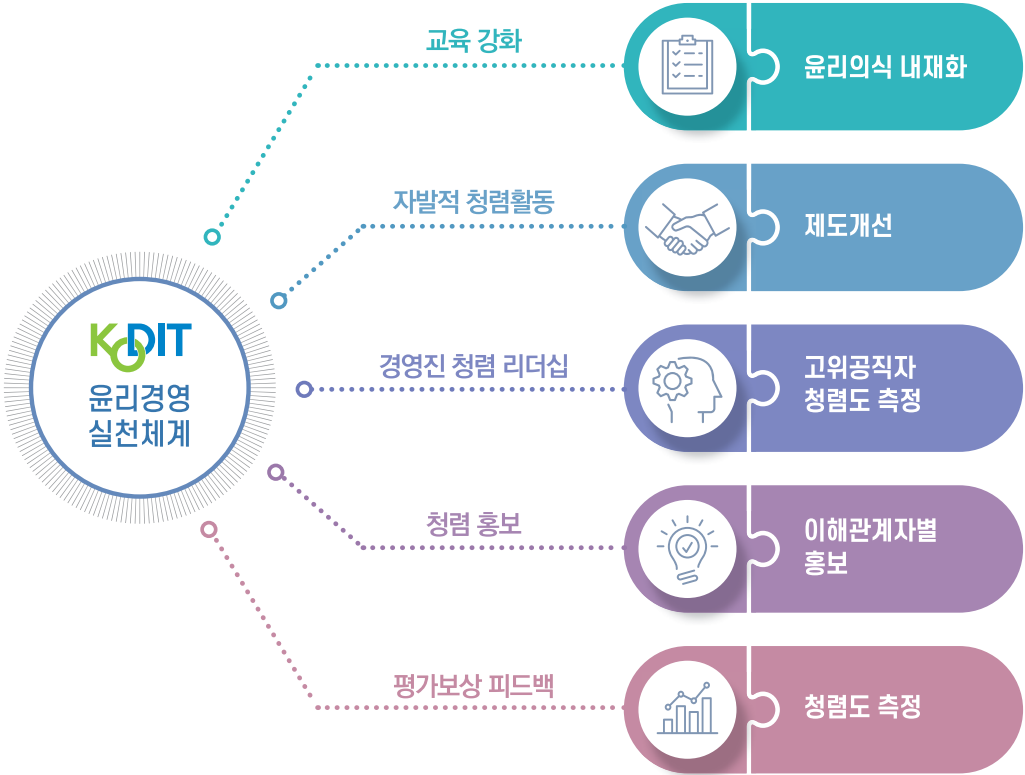 KODIT
윤리경영
실천체계
교육 강화
윤리의식 내재화
자발적 청렴활동
제도개선
경영진 청렴 리더십
고위공직자
청렴도 측정
청렴 홍보
이해관계자별
홍보
평가보상 피드백
청렴도 측정